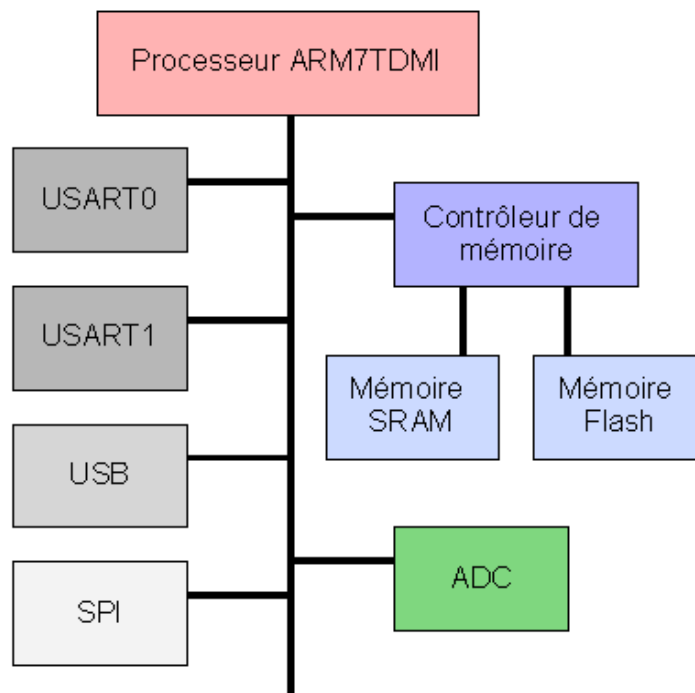 Processeur ARM7TDMI
USART0
Contrôleur de
mémoire
USART1
Mémoire
SRAM
Mémoire
Flash
USB
ADC
SPI